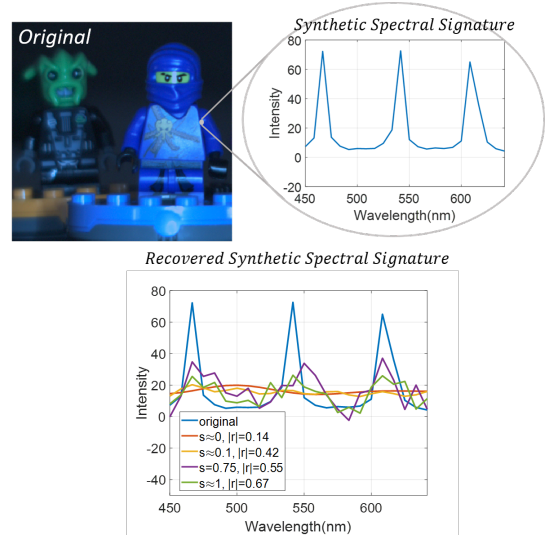 Original
Synthetic Spectral Signature
80
60
40
20
0
-20
450
500
550
600
Intensity
Wavelength(nm)
Recovered Synthetic Spectral Signature
80
60
40
20
0
-20
-40
450
500
550
600
Intensity
Wavelength(nm)
original
s≈0, |r|=0.14
s≈0.1, |r|=0.42
s=0.75, |r|=0.55
s≈1, |r|=0.67